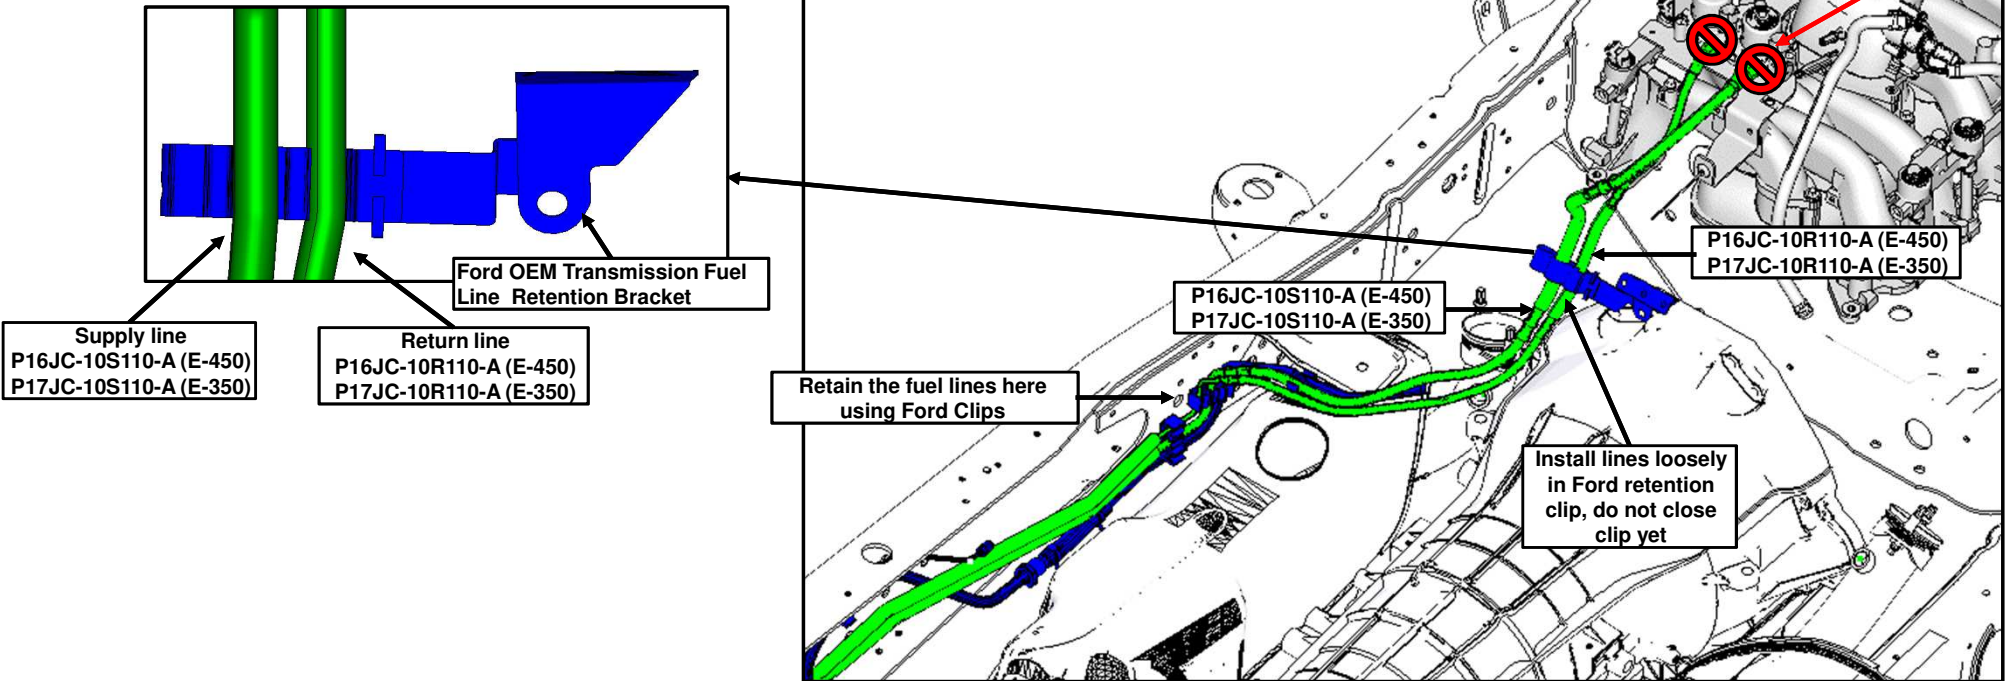 Ford OEM Transmission Fuel
Line Retention Bracket
Supply line
P16JC-10S110-A (E-450)
P17JC-10S110-A (E-350)
Return line
P16JC-10R110-A (E-450)
P17JC-10R110-A (E-350)
P16JC-10R110-A (E-450)
P17JC-10R110-A (E-350)
P16JC-10S110-A (E-450)
P17JC-10S110-A (E-350)
Retain the fuel lines here
using Ford Clips
Install lines loosely
in Ford retention
clip, do not close
clip yet